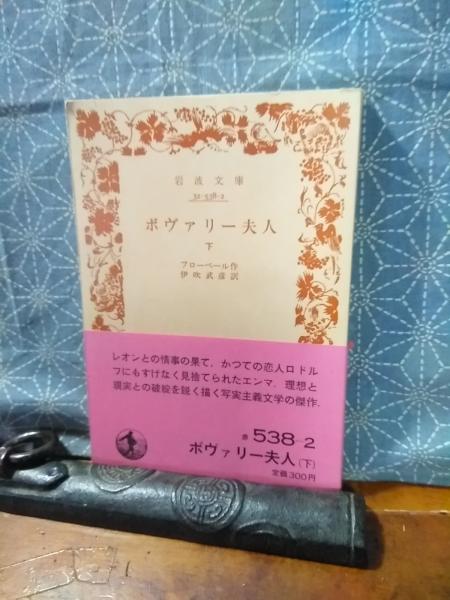 岩波文庫
32-538-2
ボヴァリー夫人
下
フローベール作
伊吹武彦訳
レオンとの情事の果て，かつての恋人ロドル
フにもすげなく見捨てられたエンマ．理想と
現実との破綻を鋭く描く写実主義文学の傑作．
赤 538-2
ボヴァリー夫人（下）
定価300円